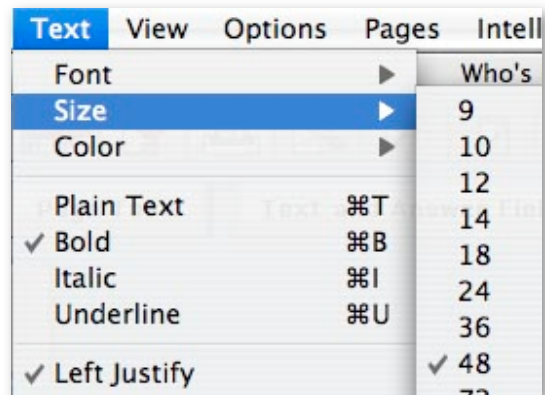 Text View Options Pages Intell
Font
Size
Color
Plain Text ⌘T
Bold ⌘B
Italic ⌘I
Underline ⌘U
Left Justify
Who's
9
10
12
14
18
24
36
48